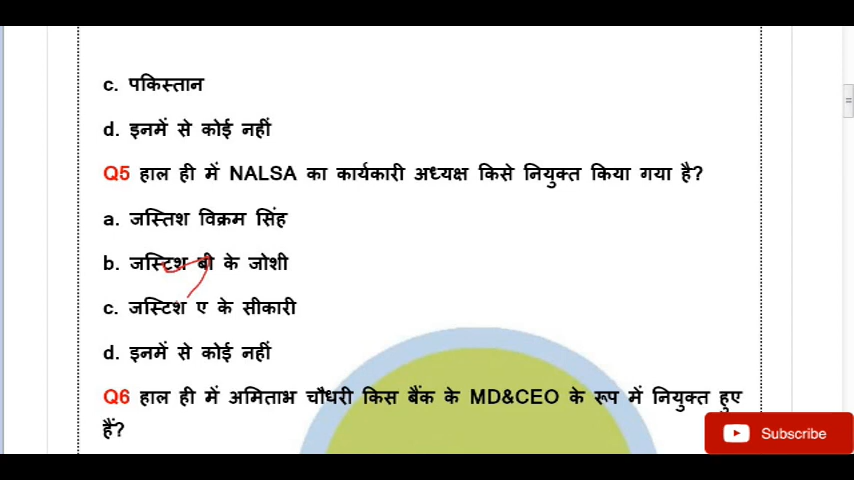 c. पकिस्तान
d. इनमें से कोई नहीं
Q5 हाल ही में NALSA का कार्यकारी अध्यक्ष किसे नियुक्त किया गया है?
a. जस्तिश विक्रम सिंह
b. जस्टिश बी के जोशी
c. जस्टिश ए के सीकारी
d. इनमें से कोई नहीं
Q6 हाल ही में अमिताभ चौधरी किस बैंक के MD&CEO के रूप में नियुक्त हुए
हैं?
Subscribe